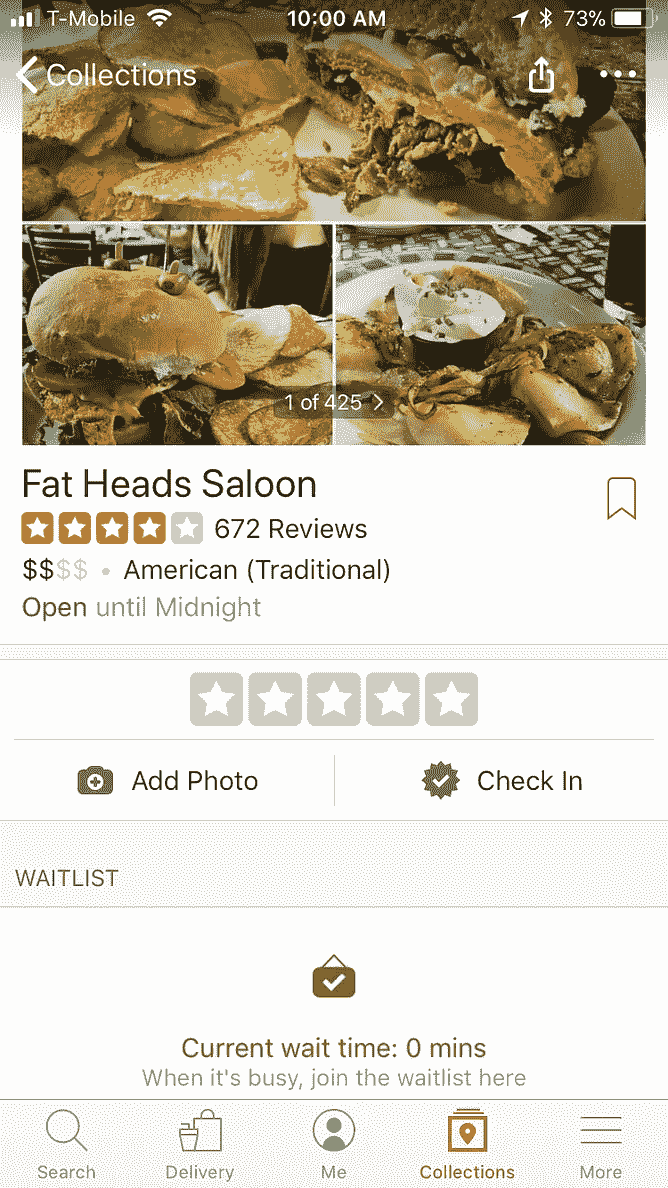 T-Mobile 10:00 AM 73%
Collections
1 of 425
Fat Heads Saloon
672 Reviews
$$$$ • American (Traditional)
Open until Midnight
Add Photo
Check In
WAITLIST
Current wait time: 0 mins
When it's busy, join the waitlist here
Search
Delivery
Me
Collections
More